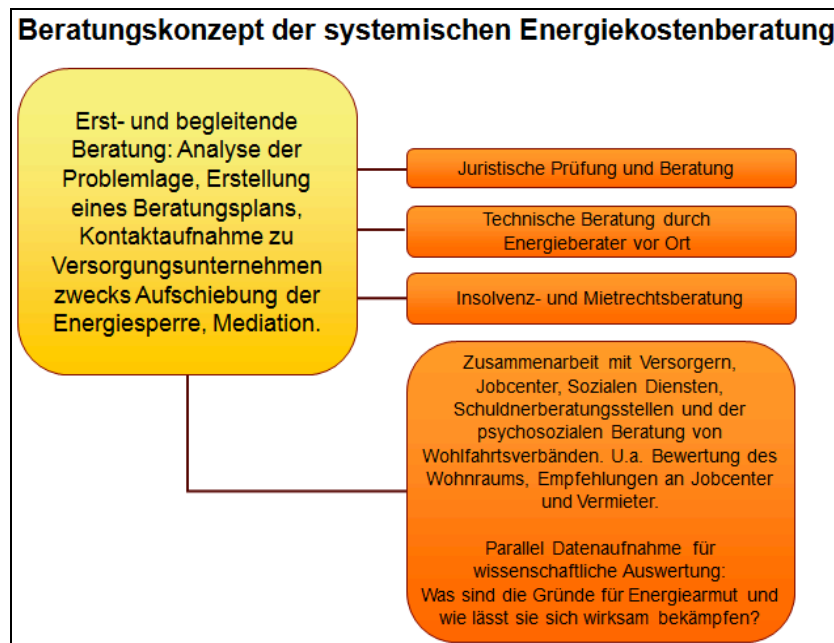 Beratungskonzept der systemischen Energiekostenberatung
Erst- und begleitende
Beratung: Analyse der
Problemlage, Erstellung
eines Beratungsplans,
Kontaktaufnahme zu
Versorgungsunternehmen
zwecks Aufschiebung der
Energiesperre, Mediation.
Juristische Prüfung und Beratung
Technische Beratung durch
Energieberater vor Ort
Insolvenz- und Mietrechtsberatung
Zusammenarbeit mit Versorgern,
Jobcenter, Sozialen Diensten,
Schuldnerberatungsstellen und der
psychosozialen Beratung von
Wohlfahrtsverbänden. U.a. Bewertung des
Wohnraums, Empfehlungen an Jobcenter
und Vermieter.
Parallel Datenaufnahme für
wissenschaftliche Auswertung:
Was sind die Gründe für Energiearmut und
wie lässt sie sich wirksam bekämpfen?